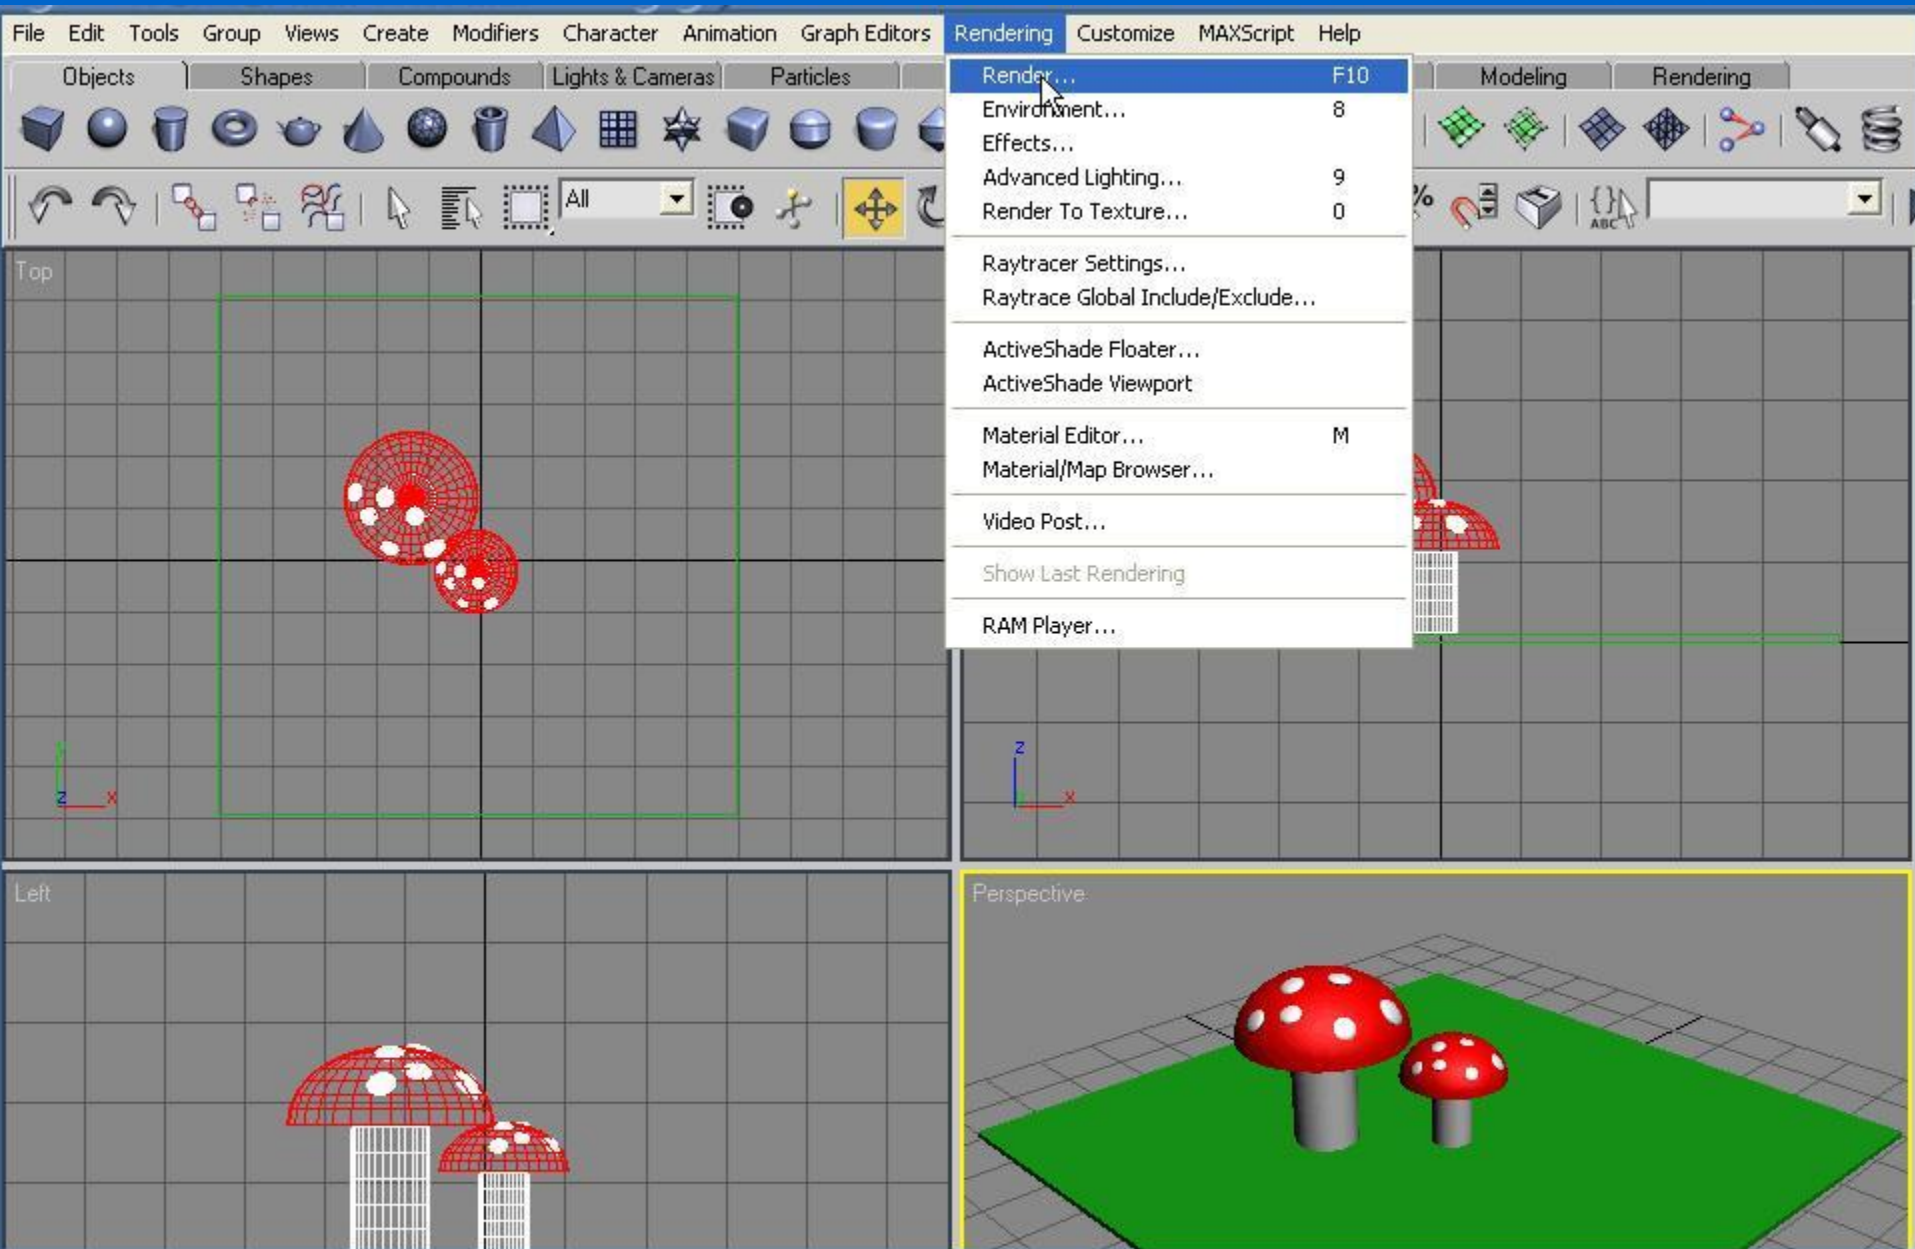 File Edit Tools Group Views Create Modifiers Character Animation Graph Editors Rendering Customize MAXScript Help
Objects Shapes Compounds Lights & Cameras Particles Modeling Rendering
Render... F10
Environment... 8
Effects...
Advanced Lighting... 9
Render To Texture... 0
Raytracer Settings...
Raytrace Global Include/Exclude...
ActiveShade Floater...
ActiveShade Viewport
Material Editor... M
Material/Map Browser...
Video Post...
Show Last Rendering
RAM Player...
All
%
ABC
Top
y
z x
z
x
Left
Perspective